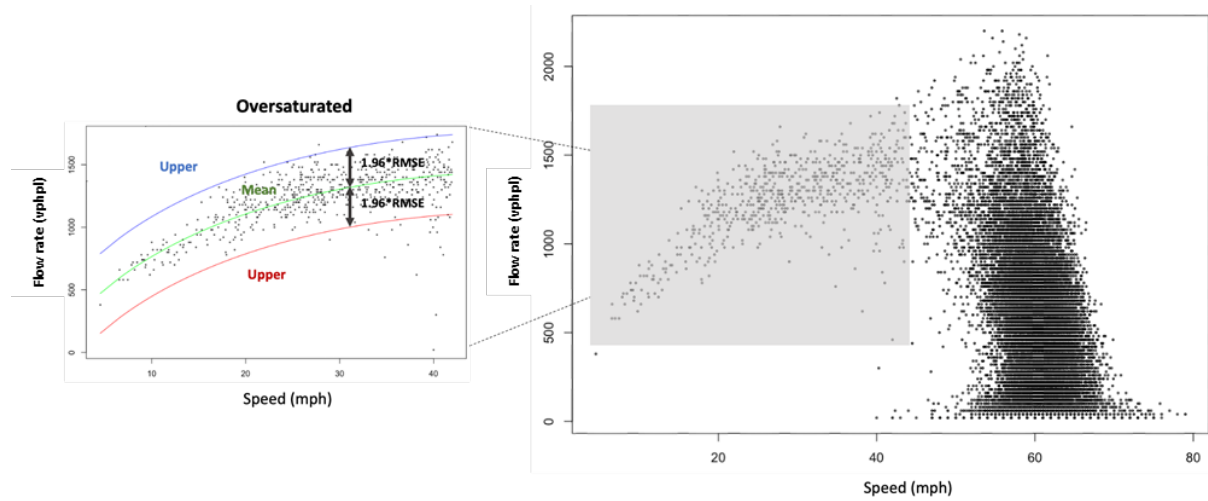 Oversaturated
Flow rate (vphpl)
1500
1000
500
0
Upper
Mean
Upper
1.96*RMSE
1.96*RMSE
10
20
30
40
Speed (mph)
Flow rate (vphpl)
2000
1500
1000
500
0
20
40
60
80
Speed (mph)